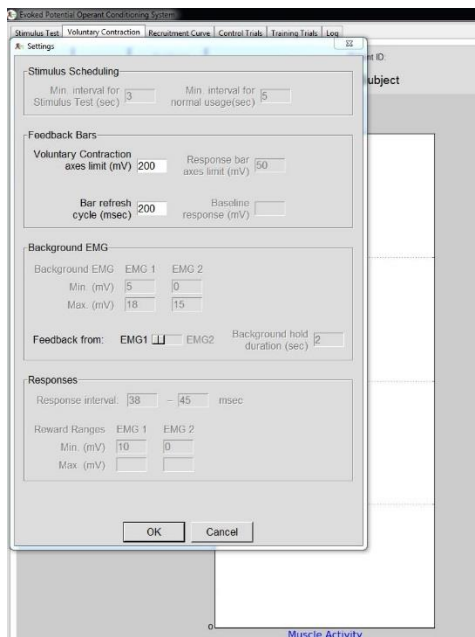 Evoked Potential Operant Conditioning System
Stimulus Test Voluntary Contraction Recruitment Curve Control Trials Training Trials Log
Settings
ID:
ubject
Stimulus Scheduling
Min. interval for Stimulus Test (sec) 3 Min. interval for normal usage(sec) 5
Feedback Bars
Voluntary Contraction axes limit (mV) 200 Response bar axes limit (mV) 50
Bar refresh cycle (msec) 200 Baseline response (mV)
Background EMG
Background EMG EMG 1 EMG 2
Min. (mV) 5 0
Max. (mV) 18 15
Feedback from: EMG1 EMG2 Background hold duration (sec) 2
Responses
Response interval: 38 – 45 msec
Reward Ranges EMG 1 EMG 2
Min. (mV) 10 0
Max (mV)
OK Cancel
0
Muscle Activity